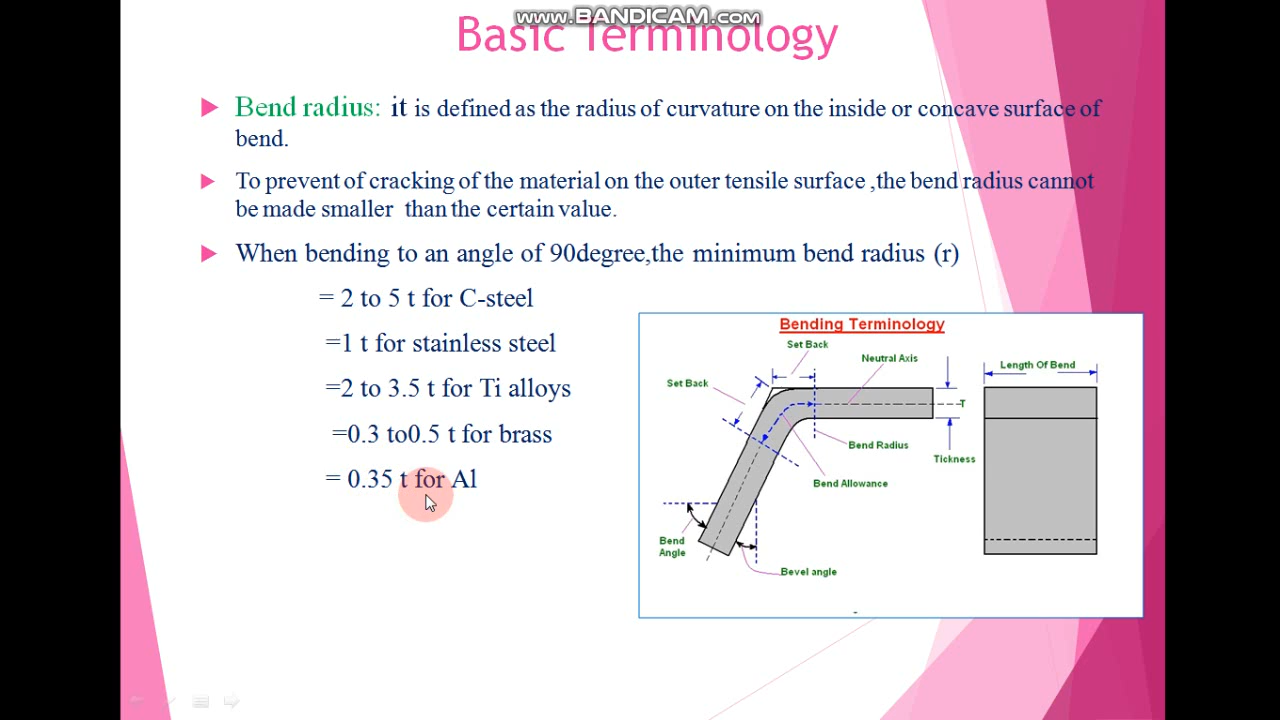 www.BANDICAM.com
Basic Terminology
Bend radius: it is defined as the radius of curvature on the inside or concave surface of
bend.
To prevent of cracking of the material on the outer tensile surface ,the bend radius cannot
be made smaller than the certain value.
When bending to an angle of 90degree,the minimum bend radius (r)
= 2 to 5 t for C-steel
=1 t for stainless steel
=2 to 3.5 t for Ti alloys
=0.3 to0.5 t for brass
= 0.35 t for Al
Bending Terminology
Set Back
Neutral Axis
Length Of Bend
Set Back
T
Bend Radius
Tickness
Bend Allowance
Bend
Angle
Bevel angle